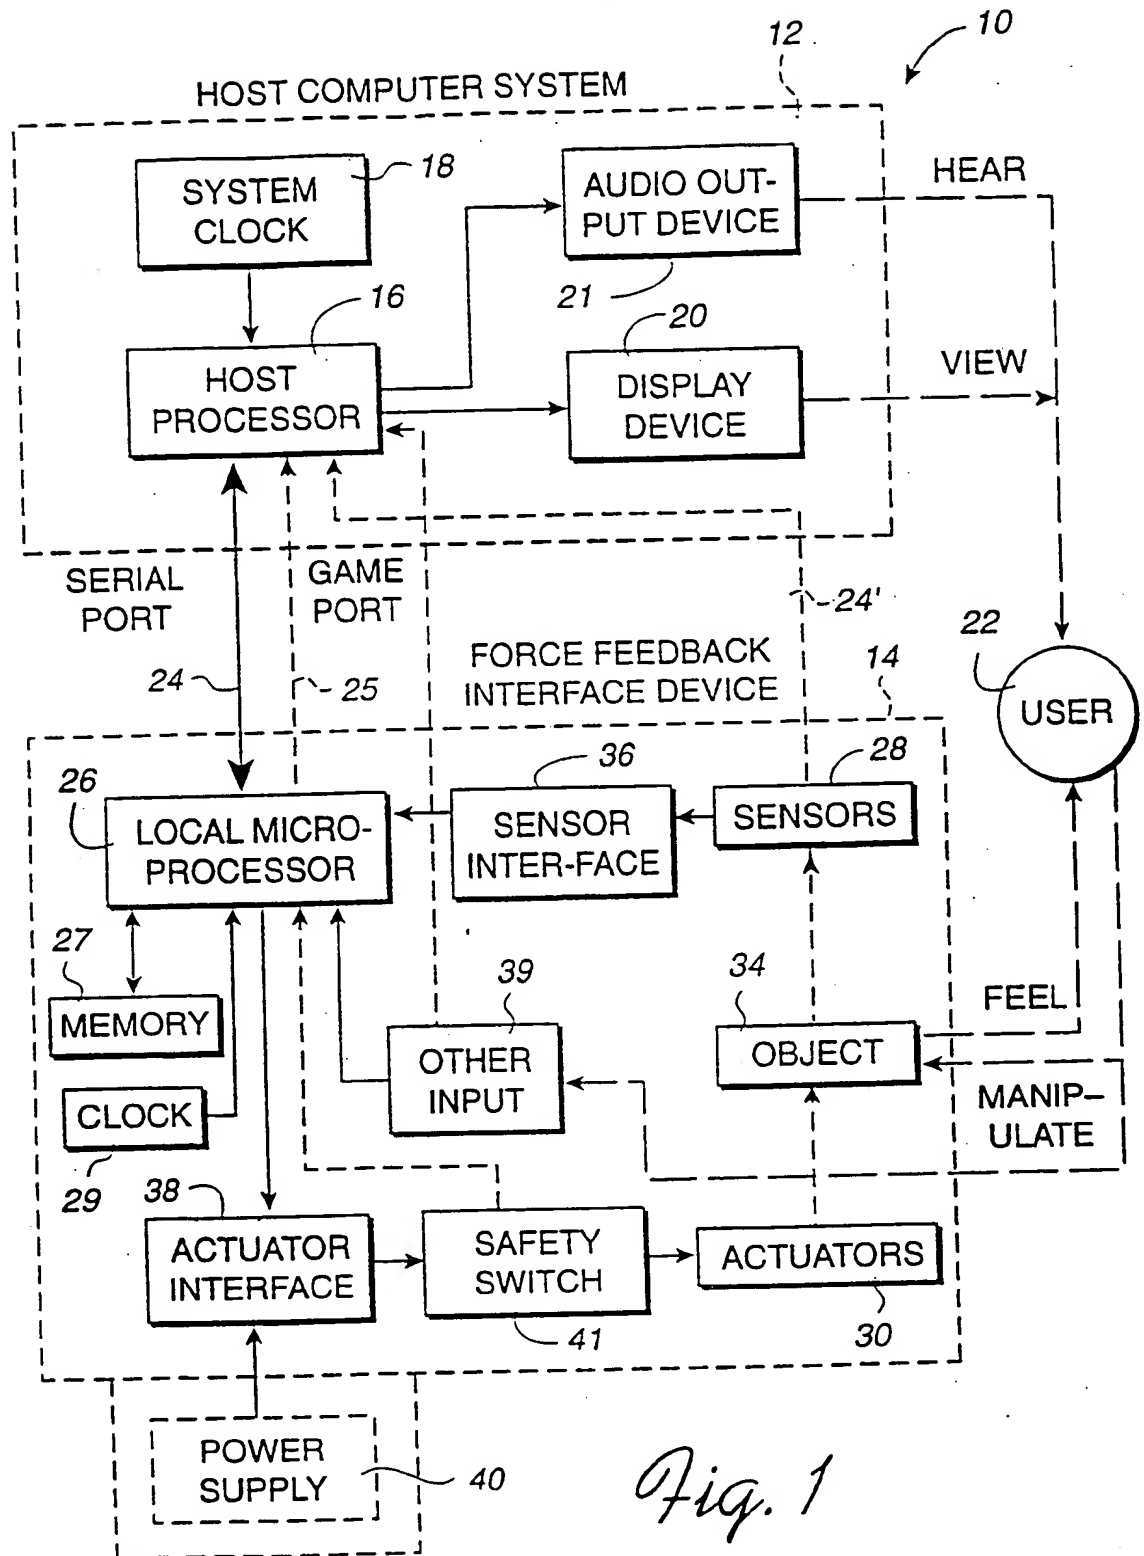 10
12
HOST COMPUTER SYSTEM
SYSTEM
CLOCK
18
AUDIO OUT-
PUT DEVICE
21
HEAR
16
HOST
PROCESSOR
20
DISPLAY
DEVICE
VIEW
SERIAL
PORT
GAME
PORT
24
25
24'
FORCE FEEDBACK
INTERFACE DEVICE
14
22
USER
26
LOCAL MICRO-
PROCESSOR
36
SENSOR
INTER-FACE
28
SENSORS
27
MEMORY
CLOCK
29
39
OTHER
INPUT
34
OBJECT
FEEL
MANIP-
ULATE
38
ACTUATOR
INTERFACE
SAFETY
SWITCH
41
ACTUATORS
30
POWER
SUPPLY
40
Fig. 1